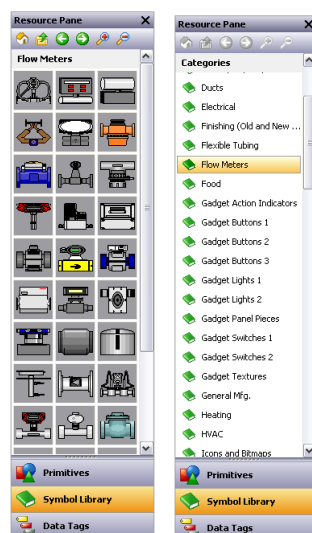 Resource Pane
Flow Meters
Primitives
Symbol Library
Data Tags
Resource Pane
Categories
Ducts
Electrical
Finishing (Old and New ...
Flexible Tubing
Flow Meters
Food
Gadget Action Indicators
Gadget Buttons 1
Gadget Buttons 2
Gadget Buttons 3
Gadget Lights 1
Gadget Lights 2
Gadget Panel Pieces
Gadget Switches 1
Gadget Switches 2
Gadget Textures
General Mfg.
Heating
HVAC
Icons and Bitmaps
Primitives
Symbol Library
Data Tags